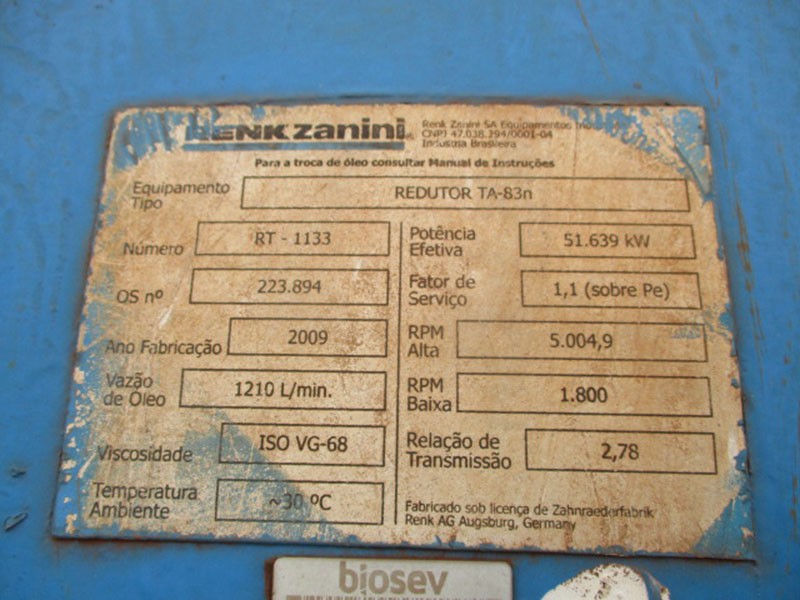 RENK Zanini
Renk Zanini SA Equipamentos
CNPJ 47.038.294/0001-04
Indústria Brasileira
Para a troca de óleo consultar Manual de Instruções
Equipamento Tipo REDUTOR TA-83n
Número RT - 1133
OS nº 223.894
Ano Fabricação 2009
Vazão de Óleo 1210 L/min.
Viscosidade ISO VG-68
Temperatura Ambiente ~30 ºC
Potência Efetiva 51.639 kW
Fator de Serviço 1,1 (sobre Pe)
RPM Alta 5.004,9
RPM Baixa 1.800
Relação de Transmissão 2,78
Fabricado sob licença de Zahnraederfabrik
Renk AG Augsburg, Germany
biosev